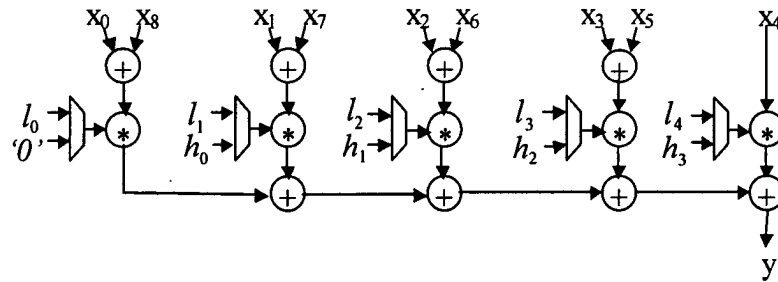 x₀ x₈ x₁ x₇ x₂ x₆ x₃ x₅ x₄
+ + + +
l₀ * l₁ * l₂ * l₃ * l₄ *
'0' h₀ h₁ h₂ h₃
+ + + +
y